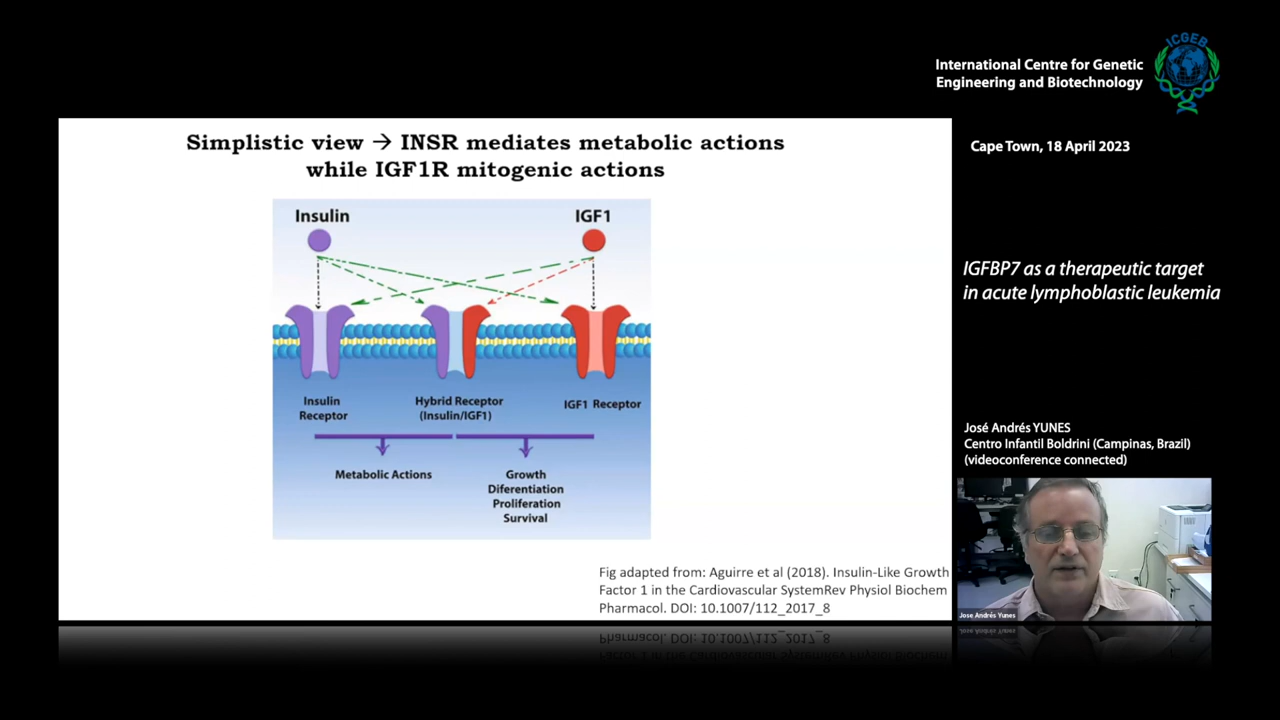 ICGEB
International Centre for Genetic
Engineering and Biotechnology
Cape Town, 18 April 2023
Simplistic view → INSR mediates metabolic actions
while IGF1R mitogenic actions
Insulin
IGF1
Insulin
Receptor
Hybrid Receptor
(Insulin/IGF1)
IGF1 Receptor
Metabolic Actions
Growth
Diferentiation
Proliferation
Survival
Fig adapted from: Aguirre et al (2018). Insulin-Like Growth
Factor 1 in the Cardiovascular SystemRev Physiol Biochem
Pharmacol. DOI: 10.1007/112_2017_8
IGFBP7 as a therapeutic target
in acute lymphoblastic leukemia
José Andrés YUNES
Centro Infantil Boldrini (Campinas, Brazil)
(videoconference connected)
Jose Andrés Yunes